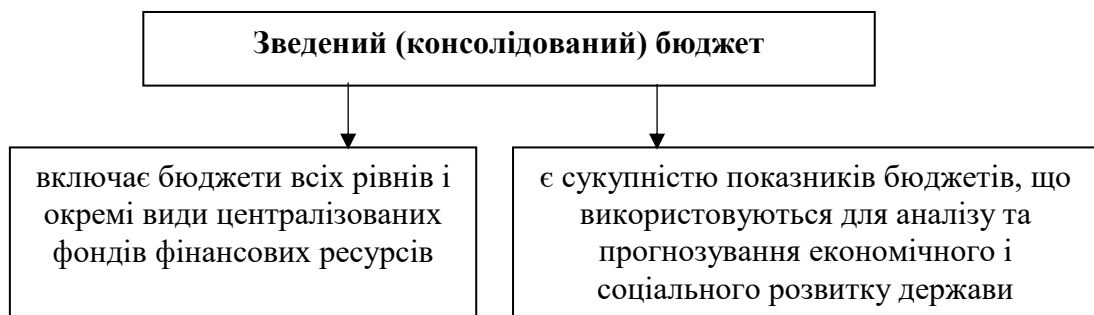 Зведений (консолідований) бюджет
включає бюджети всіх рівнів і
окремі види централізованих
фондів фінансових ресурсів
є сукупністю показників бюджетів, що
використовуються для аналізу та
прогнозування економічного і
соціального розвитку держави